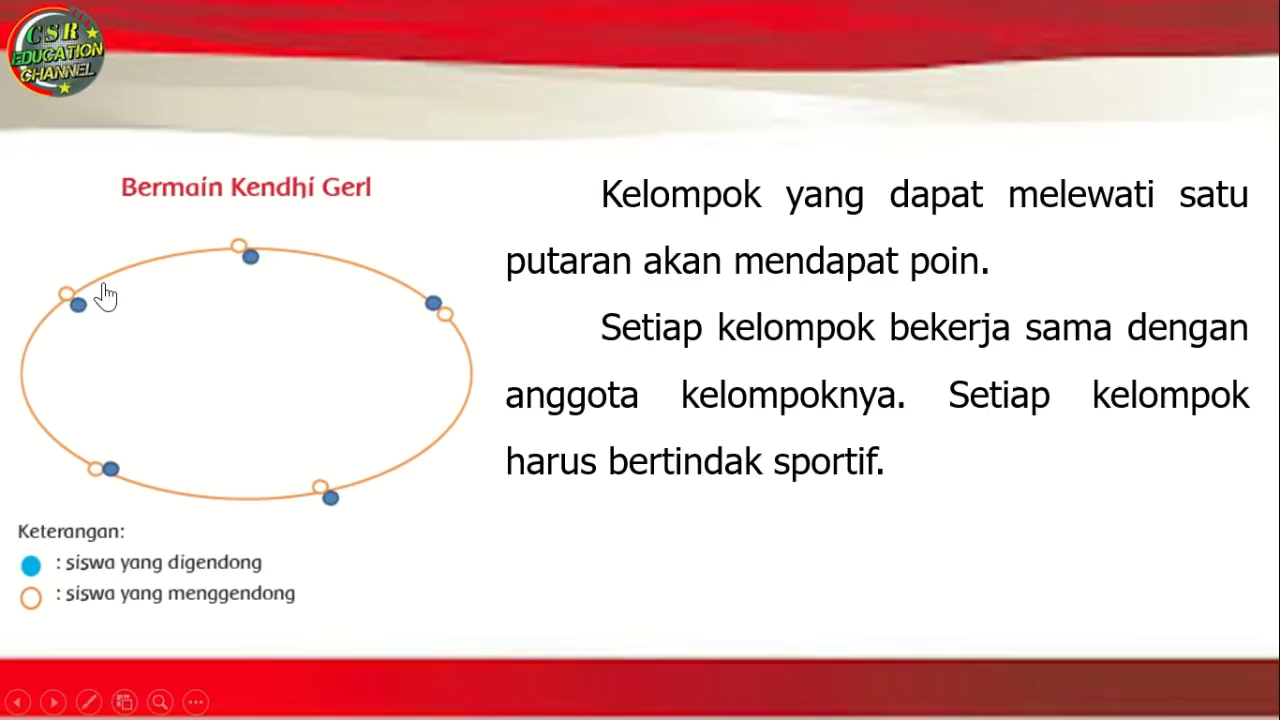 CSR
EDUCATION
CHANNEL
Bermain Kendhi Gerl
Kelompok yang dapat melewati satu
putaran akan mendapat poin.
Setiap kelompok bekerja sama dengan
anggota kelompoknya. Setiap kelompok
harus bertindak sportif.
Keterangan:
: siswa yang digendong
: siswa yang menggendong